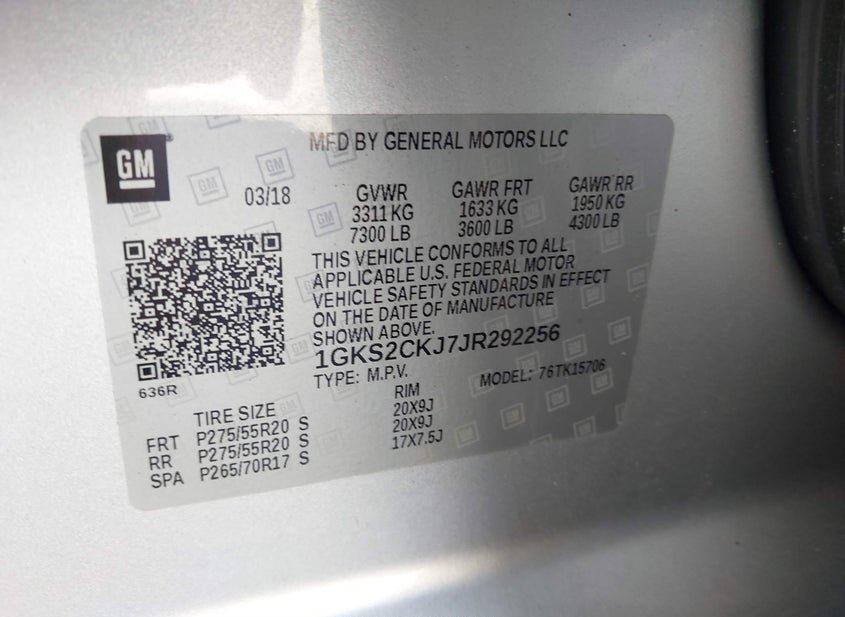 GM
MFD BY GENERAL MOTORS LLC
03/18
GVWR GAWR FRT GAWR RR
3311 KG 1633 KG 1950 KG
7300 LB 3600 LB 4300 LB
THIS VEHICLE CONFORMS TO ALL
APPLICABLE U.S. FEDERAL MOTOR
VEHICLE SAFETY STANDARDS IN EFFECT
ON THE DATE OF MANUFACTURE
SHOWN ABOVE.
1GKS2CKJ7JR292256
TYPE: M.P.V. MODEL: 76TK15706
636R
TIRE SIZE RIM
FRT P275/55R20 S 20X9J
RR P275/55R20 S 20X9J
SPA P265/70R17 S 17X7.5J